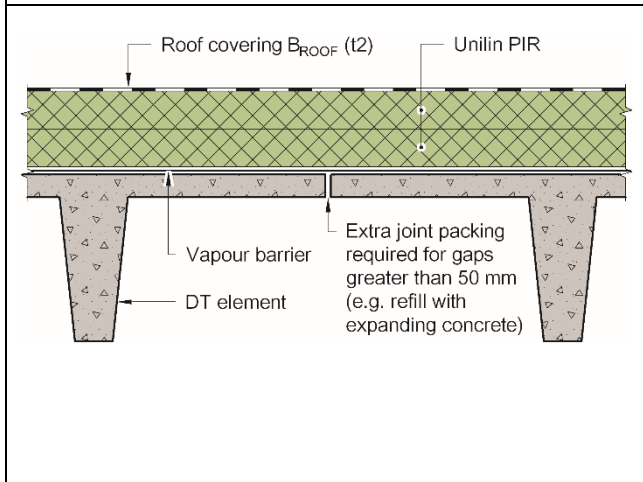 Roof covering BROOF (t2)
Unilin PIR
Vapour barrier
DT element
Extra joint packing
required for gaps
greater than 50 mm
(e.g. refill with
expanding concrete)